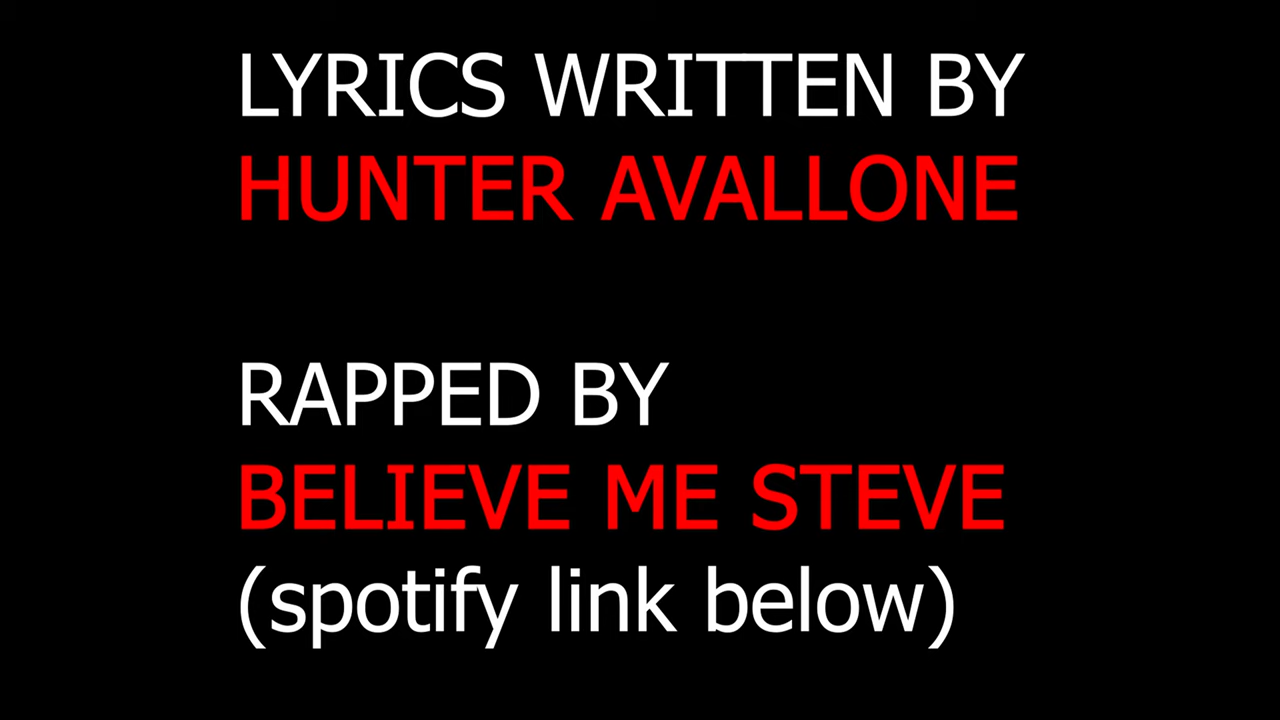 LYRICS WRITTEN BY
HUNTER AVALLONE
RAPPED BY
BELIEVE ME STEVE
(spotify link below)